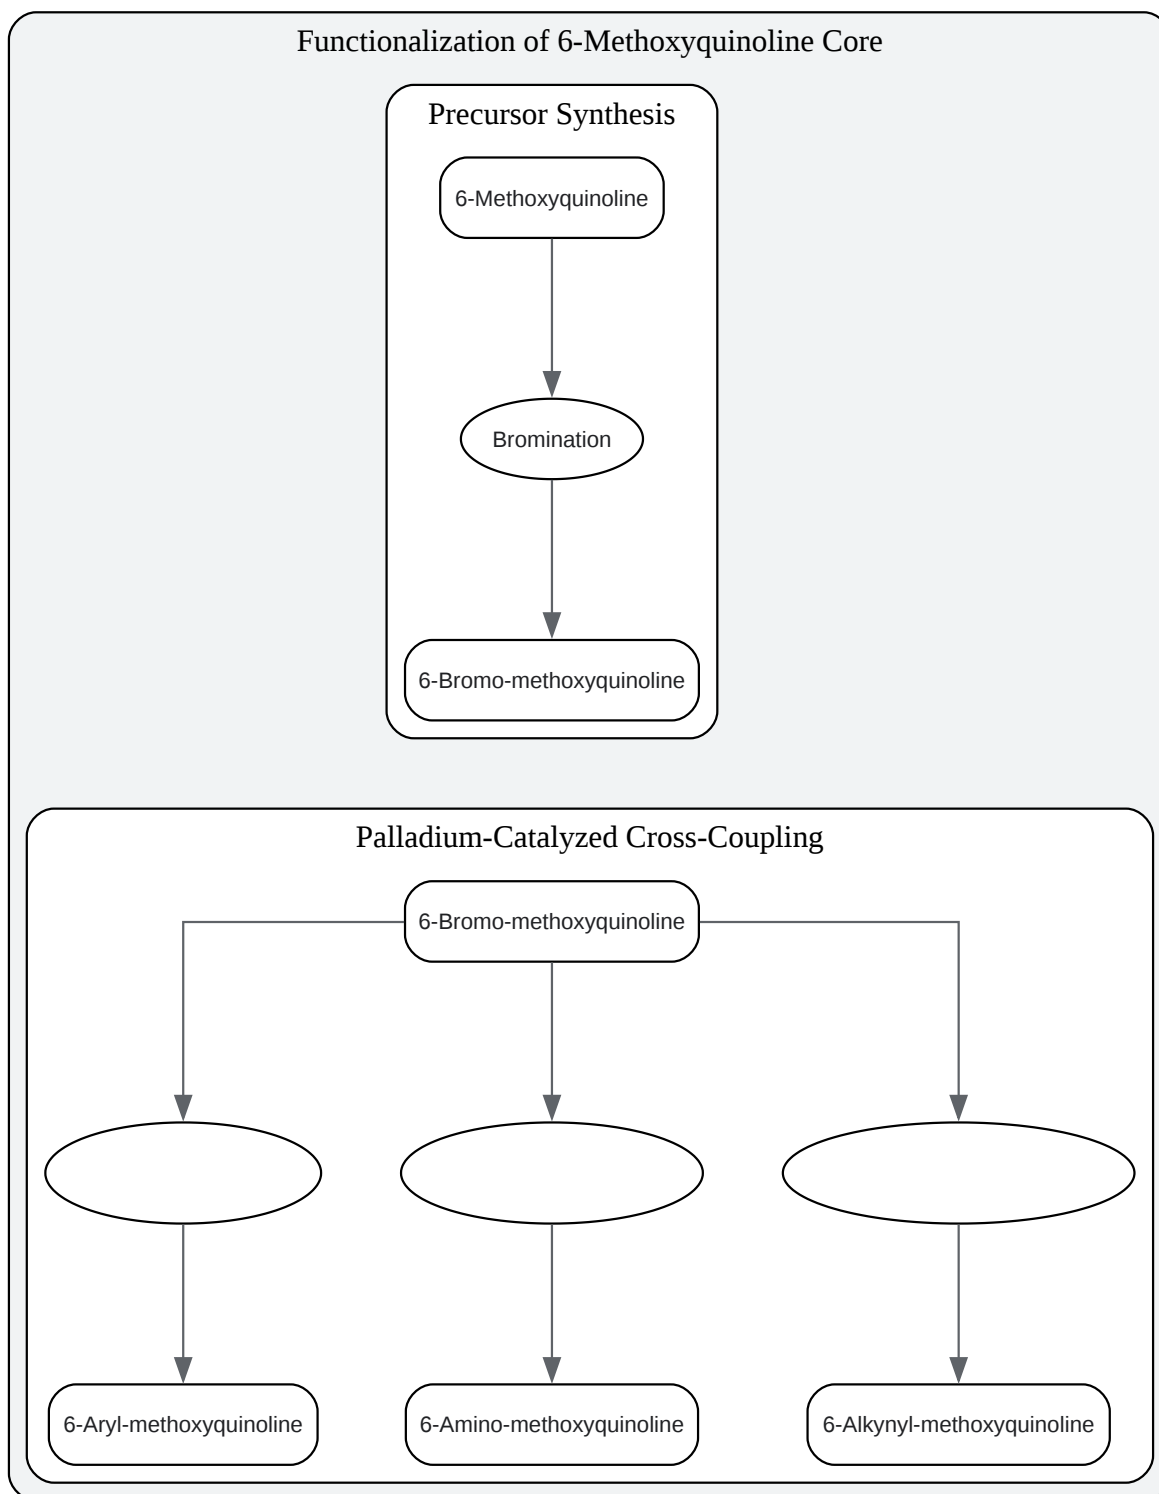 Functionalization of 6-Methoxyquinoline Core
Precursor Synthesis
6-Methoxyquinoline
Bromination
6-Bromo-methoxyquinoline
Palladium-Catalyzed Cross-Coupling
6-Bromo-methoxyquinoline
6-Aryl-methoxyquinoline
6-Amino-methoxyquinoline
6-Alkynyl-methoxyquinoline